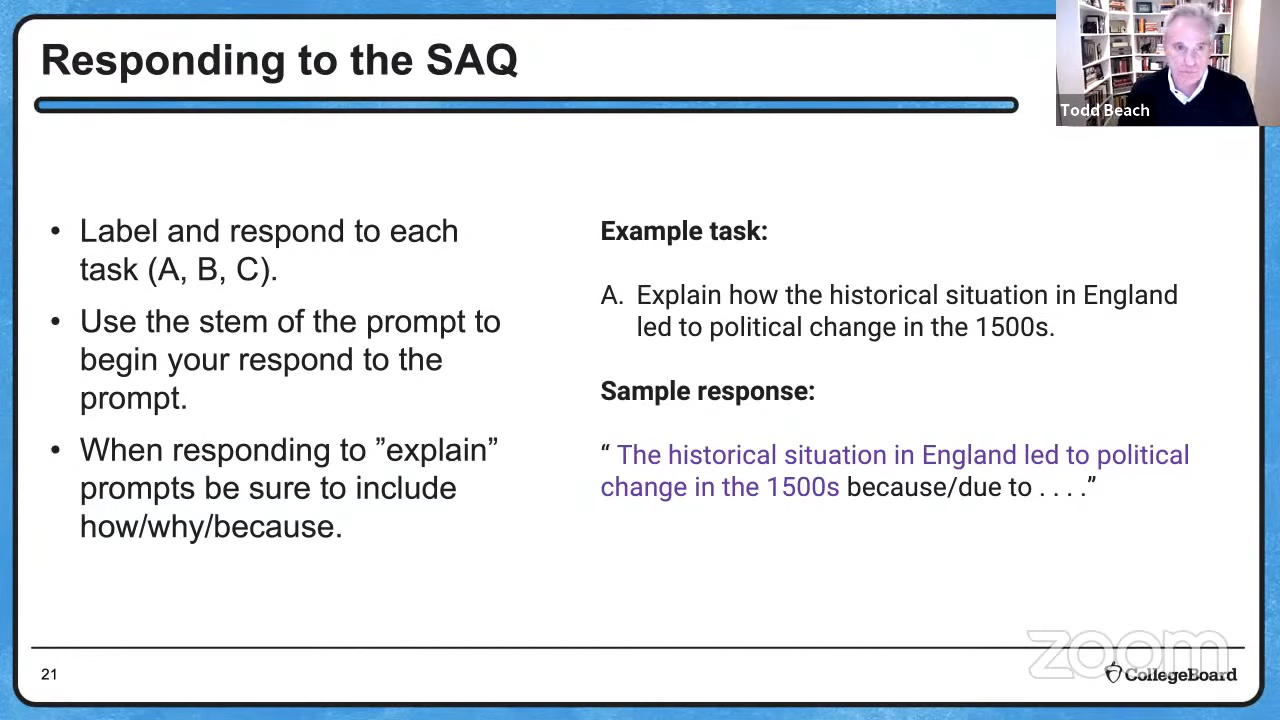 Responding to the SAQ
Todd Beach
• Label and respond to each
task (A, B, C).
• Use the stem of the prompt to
begin your respond to the
prompt.
• When responding to ”explain”
prompts be sure to include
how/why/because.
Example task:
A. Explain how the historical situation in England
led to political change in the 1500s.
Sample response:
“ The historical situation in England led to political
change in the 1500s because/due to . . . .”
zoom
21
CollegeBoard